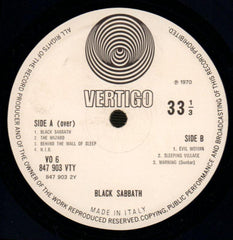 ALL RIGHTS OF THE RECORD PRODUCER AND OF THE OWNER OF THE WORK REPRODUCED RESERVED. COPYING, PUBLIC PERFORMANCE AND BROADCASTING OF THIS RECORD PROHIBITED
℗ 1970
VERTIGO
33 1/3
SIDE A (over)
1. BLACK SABBATH
2. THE WIZARD
3. BEHIND THE WALL OF SLEEP
4. N.I.B.
VO 6
847 903 VTY
847 903 2Y
SIDE B
1. EVIL WOMAN
2. SLEEPING VILLAGE
3. WARNING (Dunbar)
BLACK SABBATH
MADE IN ITALY